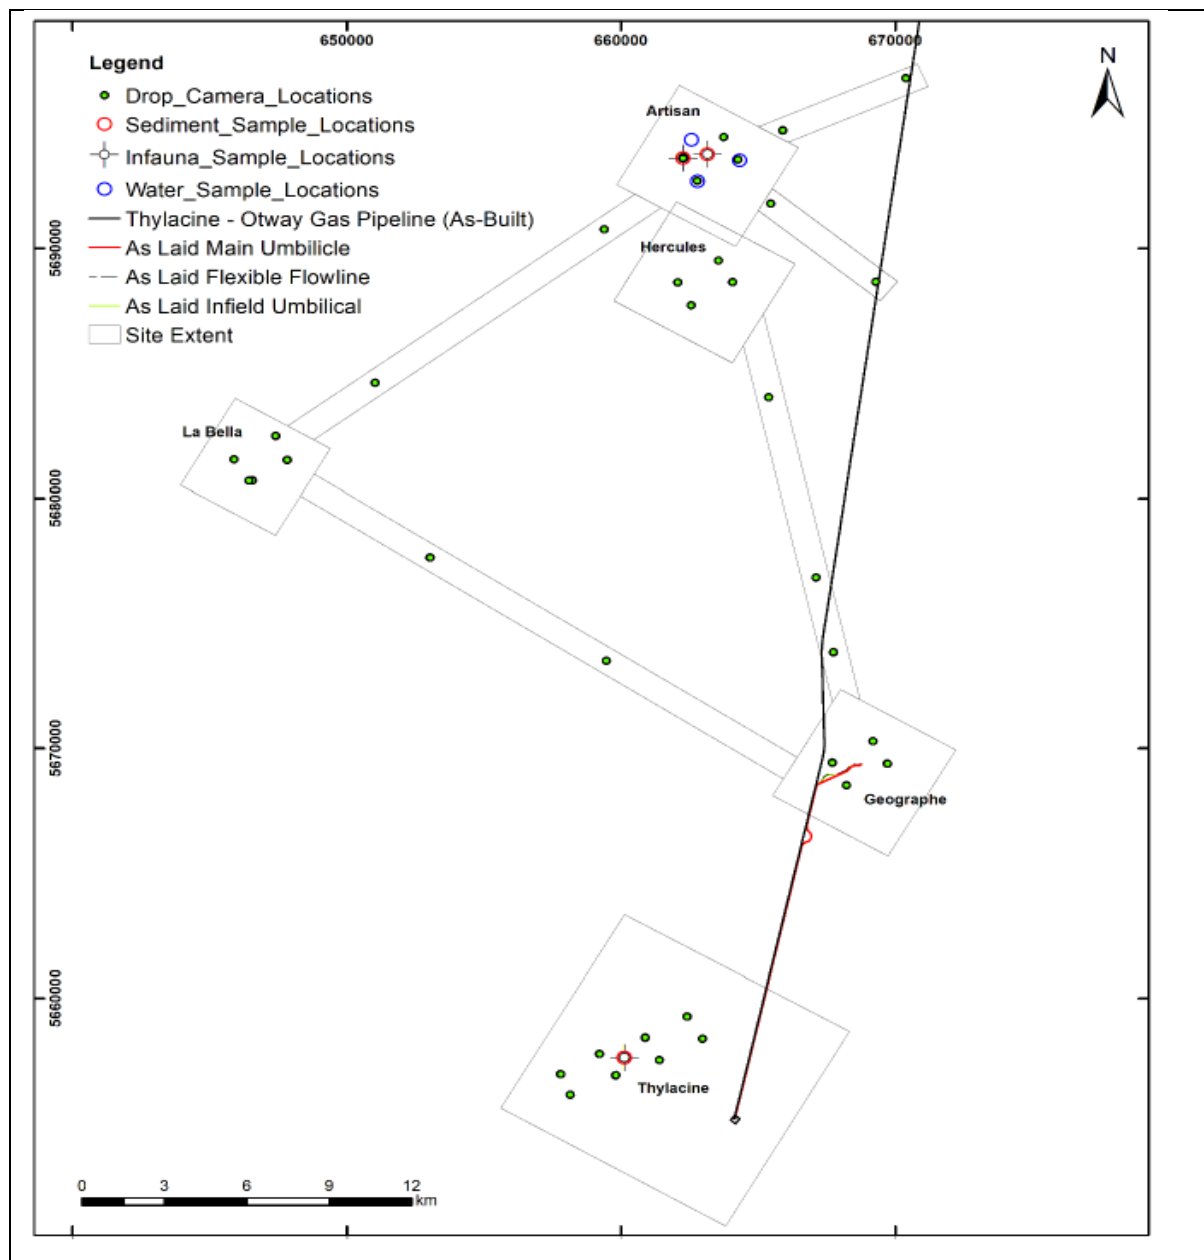 650000
660000
670000
Legend
N
Drop_Camera_Locations
Artisan
Sediment_Sample_Locations
Infauna_Sample_Locations
Water_Sample_Locations
Thylacine - Otway Gas Pipeline (As-Built)
As Laid Main Umbilicle
Hercules
5690000
As Laid Flexible Flowline
As Laid Infield Umbilical
Site Extent
La Bella
5680000
5670000
Geographe
5660000
Thylacine
0 3 6 9 12
km